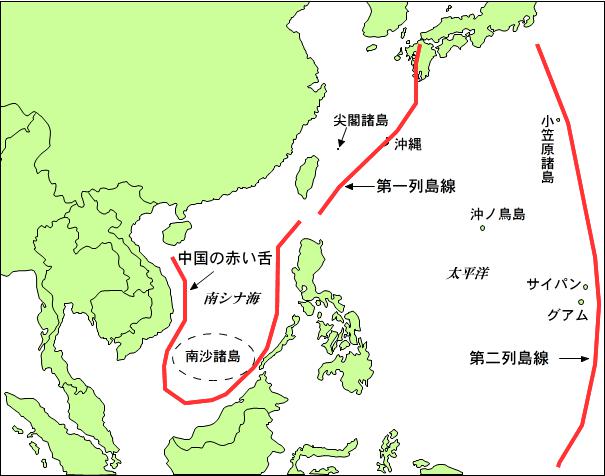 尖閣諸島
沖縄
小笠原諸島
第一列島線
沖ノ鳥島
中国の赤い舌
太平洋
サイパン
南シナ海
グアム
南沙諸島
第二列島線